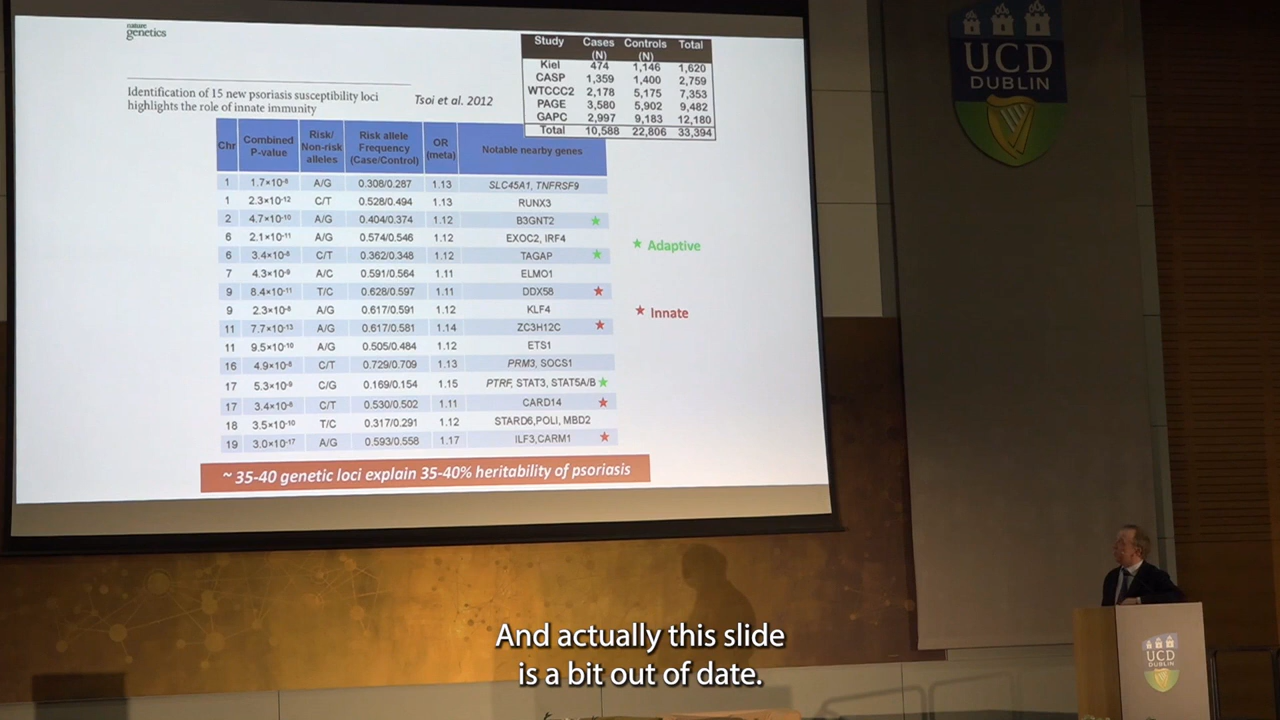 nature
genetics
Identification of 15 new psoriasis susceptibility loci
highlights the role of innate immunity
Tsoi et al. 2012
Study Cases (N) Controls (N) Total
Kiel 474 1,146 1,620
CASP 1,359 1,400 2,759
WTCCC2 2,178 5,175 7,353
PAGE 3,580 5,902 9,482
GAPC 2,997 9,183 12,180
Total 10,588 22,806 33,394
Chr Combined P-value Risk/Non-risk alleles Risk allele Frequency (Case/Control) OR (meta) Notable nearby genes
1 1.7×10-8 A/G 0.308/0.287 1.13 SLC45A1, TNFRSF9
1 2.3×10-12 C/T 0.528/0.494 1.13 RUNX3
2 4.7×10-10 A/G 0.404/0.374 1.12 B3GNT2
6 2.1×10-11 A/G 0.574/0.546 1.12 EXOC2, IRF4
6 3.4×10-8 C/T 0.362/0.348 1.12 TAGAP
7 4.3×10-9 A/C 0.591/0.564 1.11 ELMO1
9 8.4×10-11 T/C 0.628/0.597 1.11 DDX58
9 2.3×10-8 A/G 0.617/0.591 1.12 KLF4
11 7.7×10-13 A/G 0.617/0.581 1.14 ZC3H12C
11 9.5×10-10 A/G 0.505/0.484 1.12 ETS1
16 4.9×10-8 C/T 0.729/0.709 1.13 PRM3, SOCS1
17 5.3×10-9 C/G 0.169/0.154 1.15 PTRF, STAT3, STAT5A/B
17 3.4×10-8 C/T 0.530/0.502 1.11 CARD14
18 3.5×10-10 T/C 0.317/0.291 1.12 STARD6,POLI, MBD2
19 3.0×10-17 A/G 0.593/0.558 1.17 ILF3,CARM1
Adaptive
Innate
~ 35-40 genetic loci explain 35-40% heritability of psoriasis
UCD
DUBLIN
UCD
DUBLIN
And actually this slide
is a bit out of date.